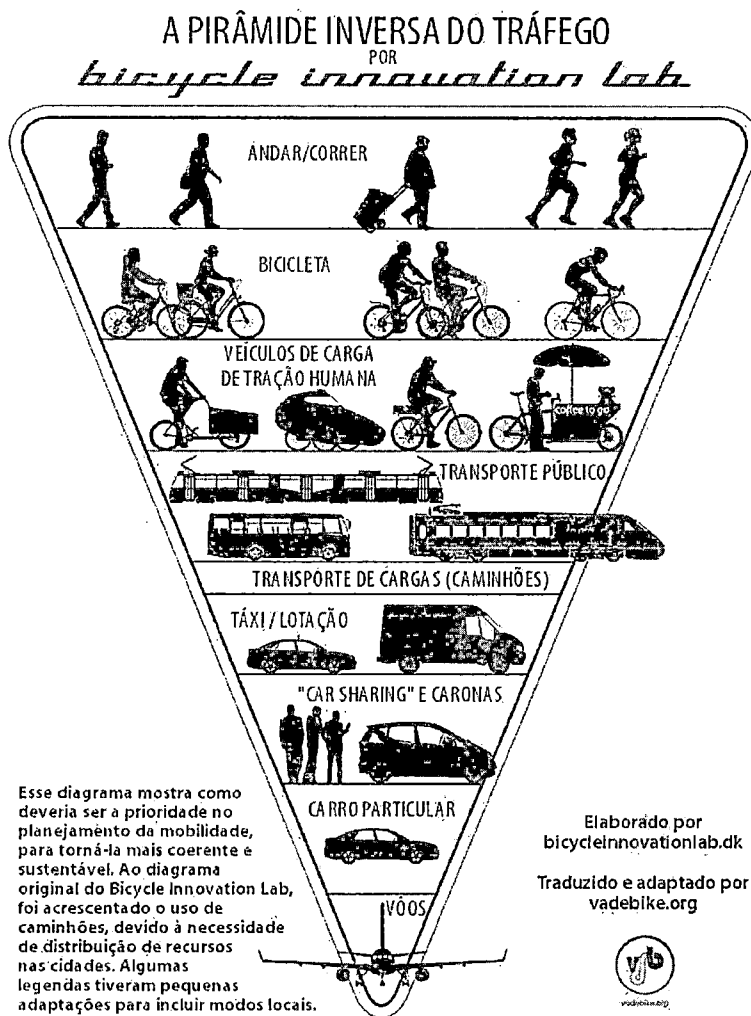 A PIRÂMIDE INVERSA DO TRÁFEGO
POR
bicycle innovation lab
ANDAR/CORRER
BICICLETA
VEÍCULOS DE CARGA
DE TRAÇÃO HUMANA
coffee to go
TRANSPORTE PÚBLICO
TRANSPORTE DE CARGAS (CAMINHÕES)
TÁXI / LOTAÇÃO
"CAR SHARING" E CARONAS
CARRO PARTICULAR
VÔOS
Esse diagrama mostra como
deveria ser a prioridade no
planejamento da mobilidade,
para torná-la mais coerente e
sustentável. Ao diagrama
original do Bicycle Innovation Lab,
foi acrescentado o uso de
caminhões, devido à necessidade
de distribuição de recursos
nas cidades. Algumas
legendas tiveram pequenas
adaptações para incluir modos locais.
Elaborado por
bicycleinnovationlab.dk
Traduzido e adaptado por
vadebike.org
vb
vadebike.org